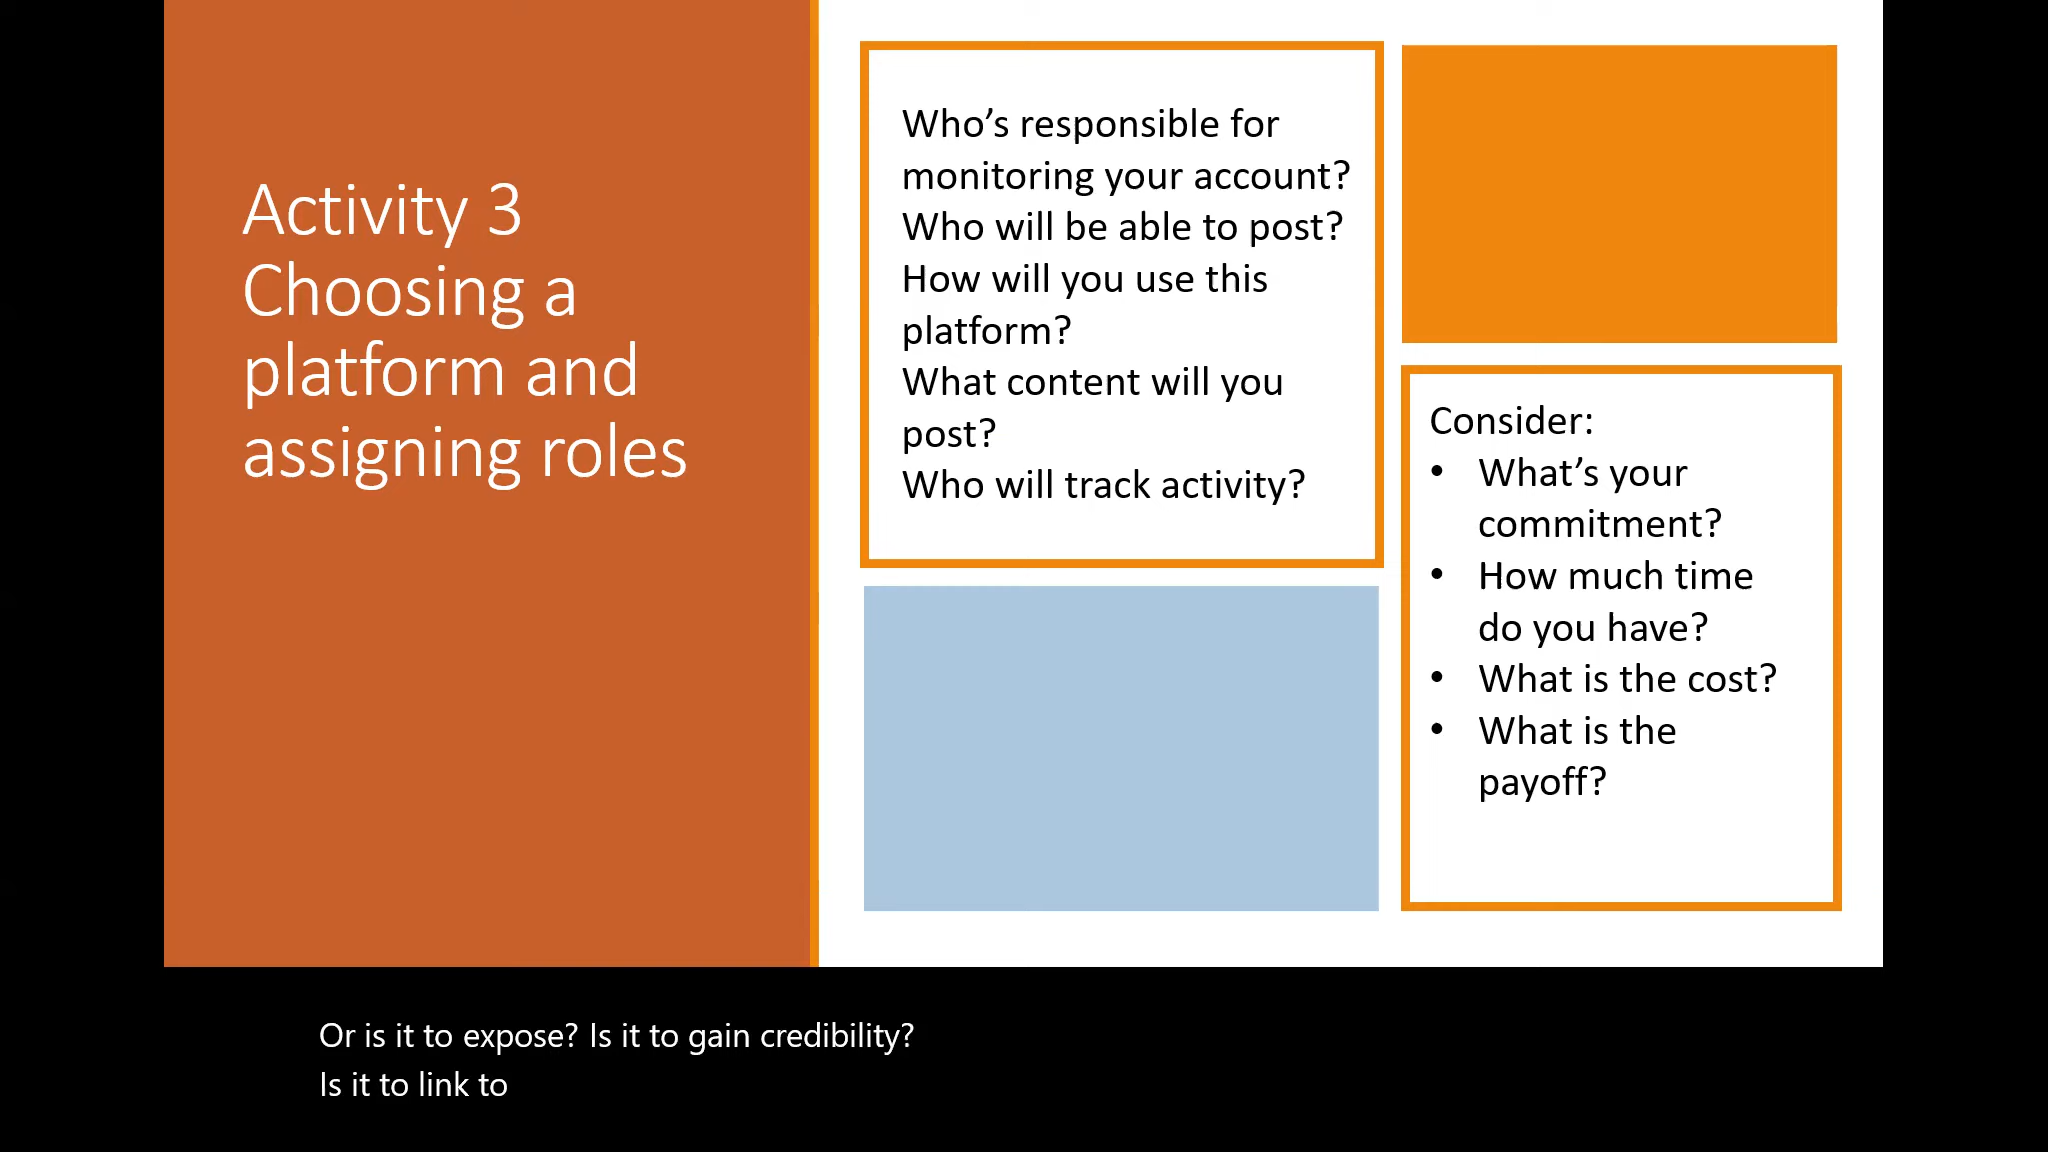 Activity 3
Choosing a
platform and
assigning roles
Who’s responsible for
monitoring your account?
Who will be able to post?
How will you use this
platform?
What content will you
post?
Who will track activity?
Consider:
• What’s your
commitment?
• How much time
do you have?
• What is the cost?
• What is the
payoff?
Or is it to expose? Is it to gain credibility?
Is it to link to